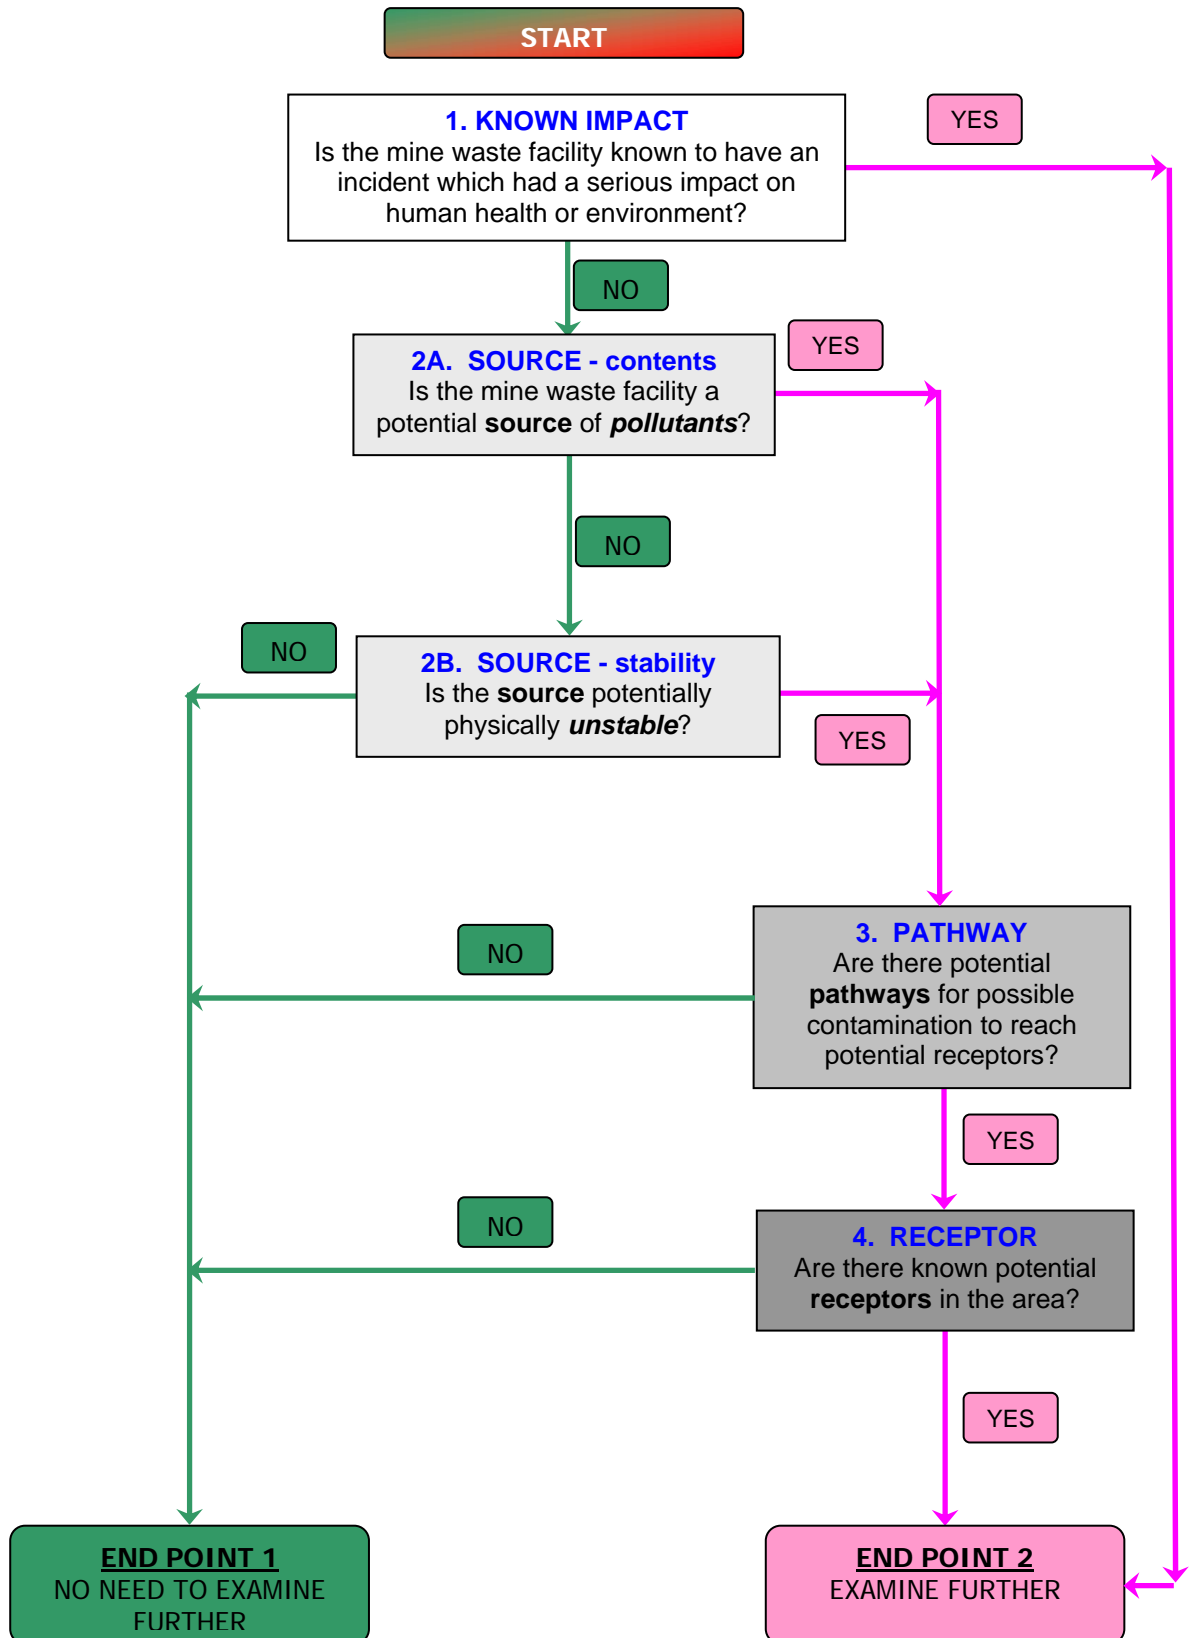 START
1. KNOWN IMPACT
Is the mine waste facility known to have an
incident which had a serious impact on
human health or environment?
YES
NO
2A. SOURCE - contents
Is the mine waste facility a
potential source of pollutants?
YES
NO
2B. SOURCE - stability
Is the source potentially
physically unstable?
NO
YES
3. PATHWAY
Are there potential
pathways for possible
contamination to reach
potential receptors?
NO
YES
4. RECEPTOR
Are there known potential
receptors in the area?
NO
YES
END POINT 1
NO NEED TO EXAMINE
FURTHER
END POINT 2
EXAMINE FURTHER